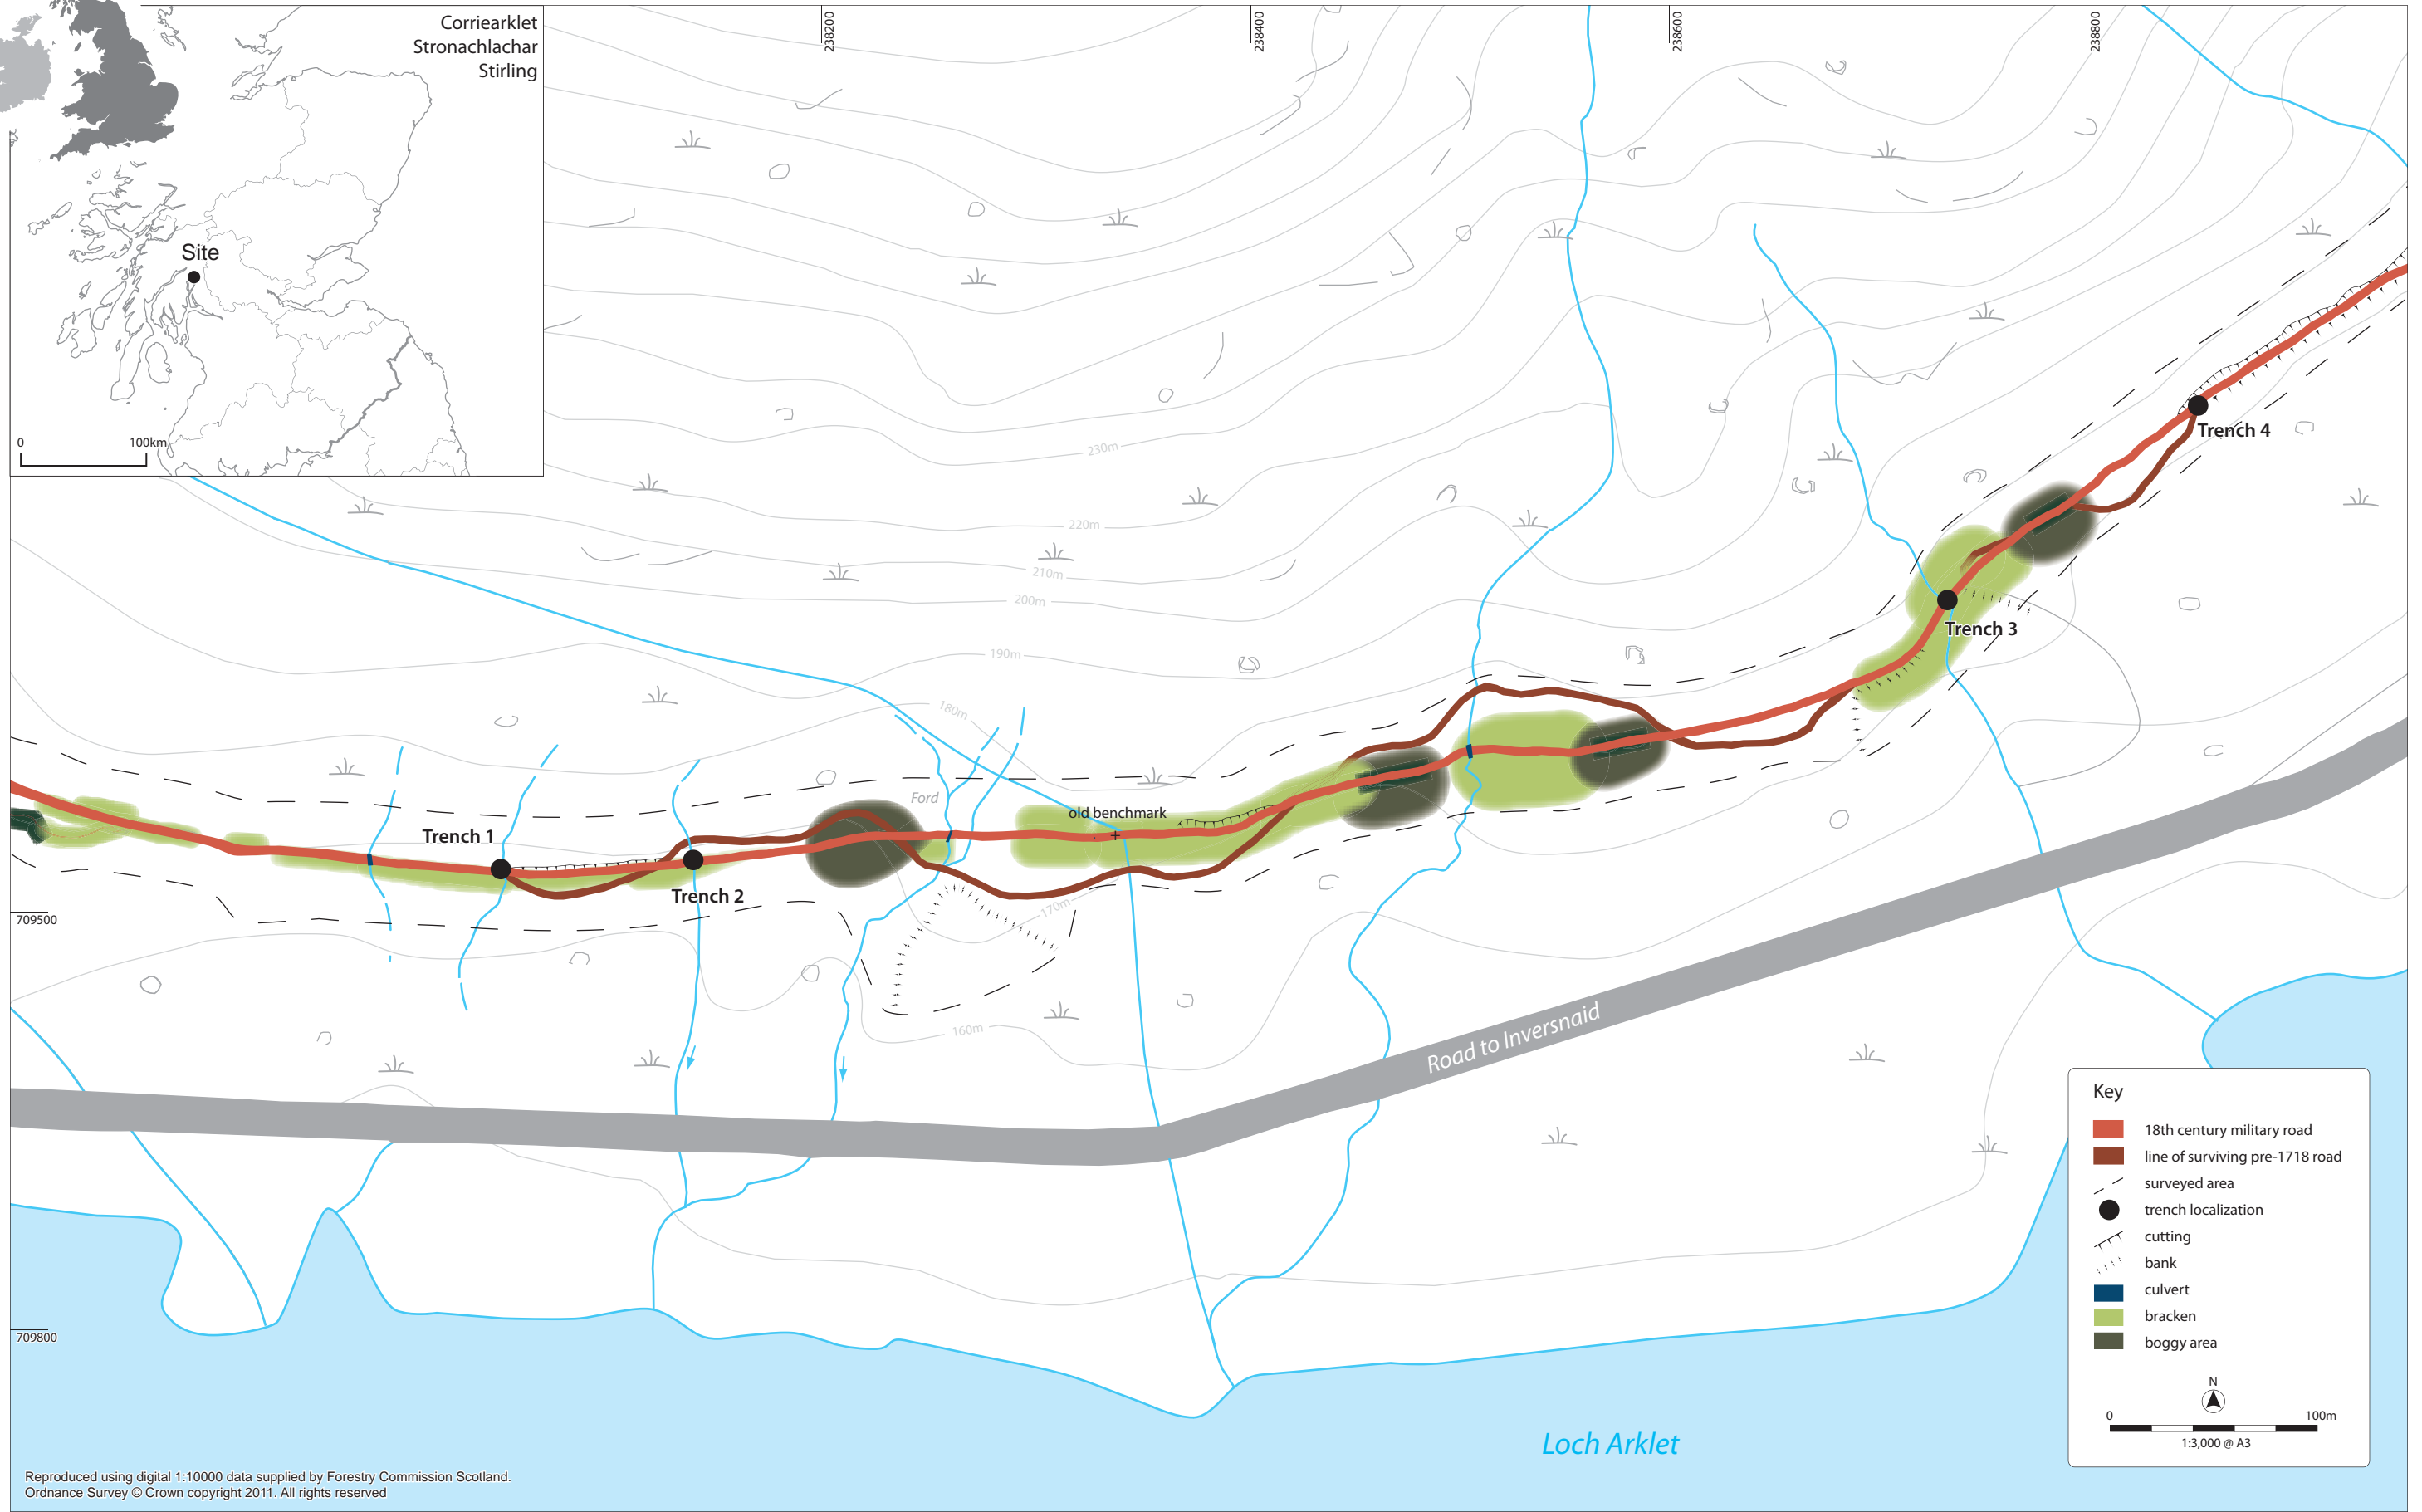 Corriearklet
Stronachlachar
Stirling
Site
0 100km
238200
238400
238600
238800
230m
220m
210m
200m
190m
180m
170m
160m
Trench 4
Trench 3
Trench 1
Trench 2
Ford
old benchmark
709500
709800
Road to Inversnaid
Loch Arklet
Key
18th century military road
line of surviving pre-1718 road
surveyed area
trench localization
cutting
bank
culvert
bracken
boggy area
N
0 100m
1:3,000 @ A3
Reproduced using digital 1:10000 data supplied by Forestry Commission Scotland.
Ordnance Survey © Crown copyright 2011. All rights reserved